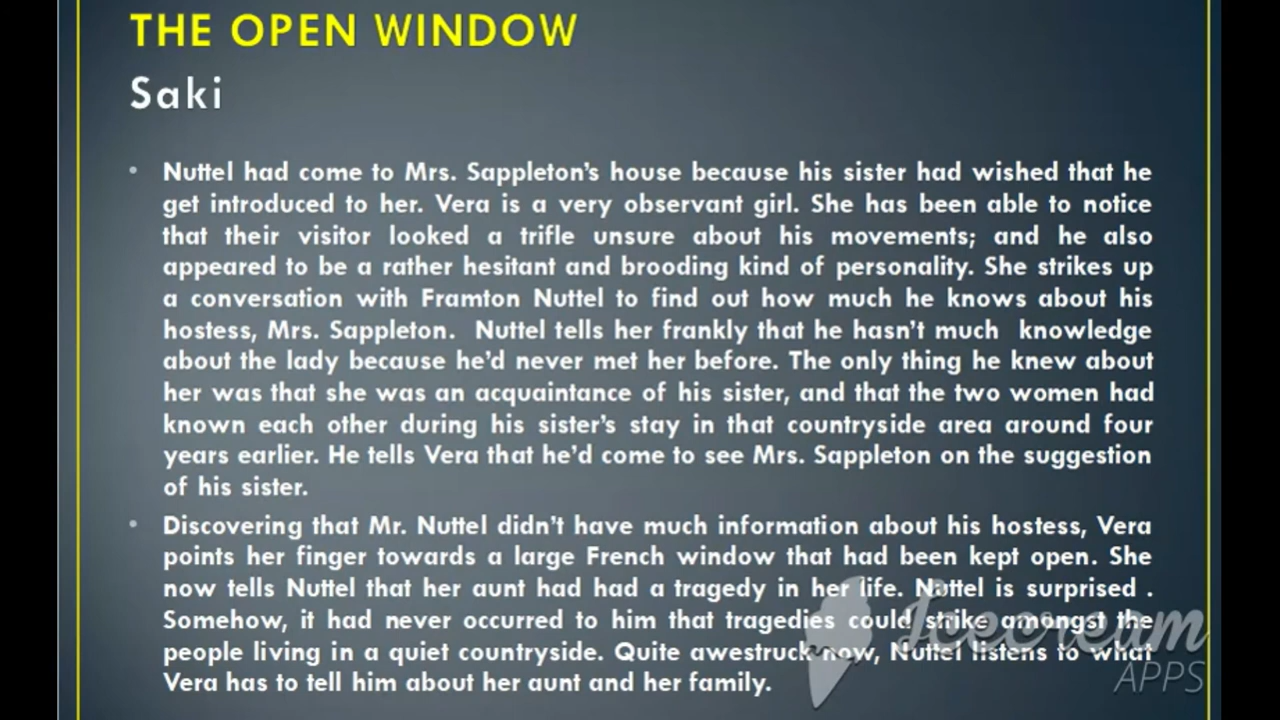 THE OPEN WINDOW
Saki
• Nuttel had come to Mrs. Sappleton's house because his sister had wished that he
get introduced to her. Vera is a very observant girl. She has been able to notice
that their visitor looked a trifle unsure about his movements; and he also
appeared to be a rather hesitant and brooding kind of personality. She strikes up
a conversation with Framton Nuttel to find out how much he knows about his
hostess, Mrs. Sappleton. Nuttel tells her frankly that he hasn't much knowledge
about the lady because he'd never met her before. The only thing he knew about
her was that she was an acquaintance of his sister, and that the two women had
known each other during his sister's stay in that countryside area around four
years earlier. He tells Vera that he'd come to see Mrs. Sappleton on the suggestion
of his sister.
• Discovering that Mr. Nuttel didn't have much information about his hostess, Vera
points her finger towards a large French window that had been kept open. She
now tells Nuttel that her aunt had had a tragedy in her life. Nuttel is surprised .
Somehow, it had never occurred to him that tragedies could strike amongst the
people living in a quiet countryside. Quite awestruck now, Nuttel listens to what
Vera has to tell him about her aunt and her family.
Icecream
APPS